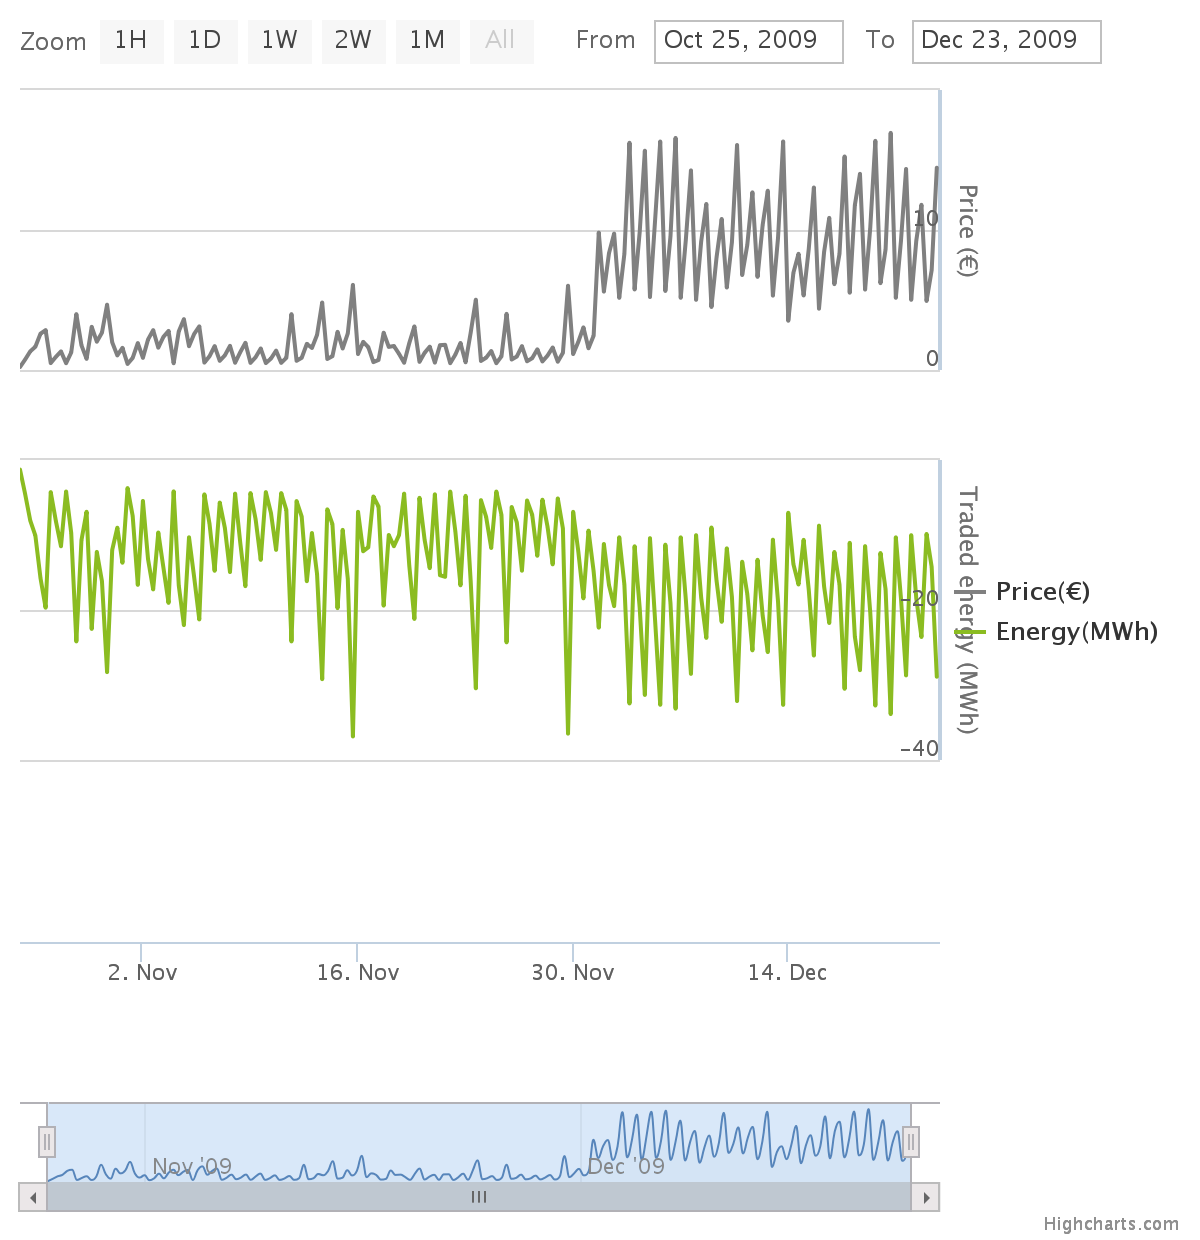 Zoom 1H 1D 1W 2W 1M All From Oct 25, 2009 To Dec 23, 2009
Price (€)
10
0
Traded energy (MWh)
-20
-40
Price(€)
Energy(MWh)
2. Nov 16. Nov 30. Nov 14. Dec
Nov '09 Dec '09
Highcharts.com